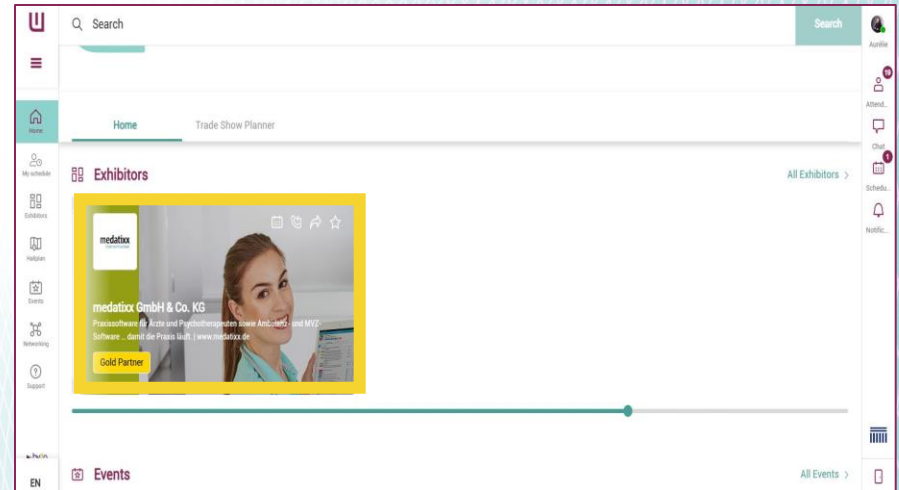 Search
Search
Aurélie
19
Attend...
Home
Home
Trade Show Planner
Chat
1
My schedule
Exhibitors
All Exhibitors >
Schedu...
Exhibitors
medatixx
Notific...
Hallplan
Events
medatixx GmbH & Co. KG
Praxissoftware für Ärzte und Psychotherapeuten sowie Ambulanz- und MVZ-
Software ... damit die Praxis läuft. | www.medatixx.de
Networking
Gold Partner
Support
EN
Events
All Events >